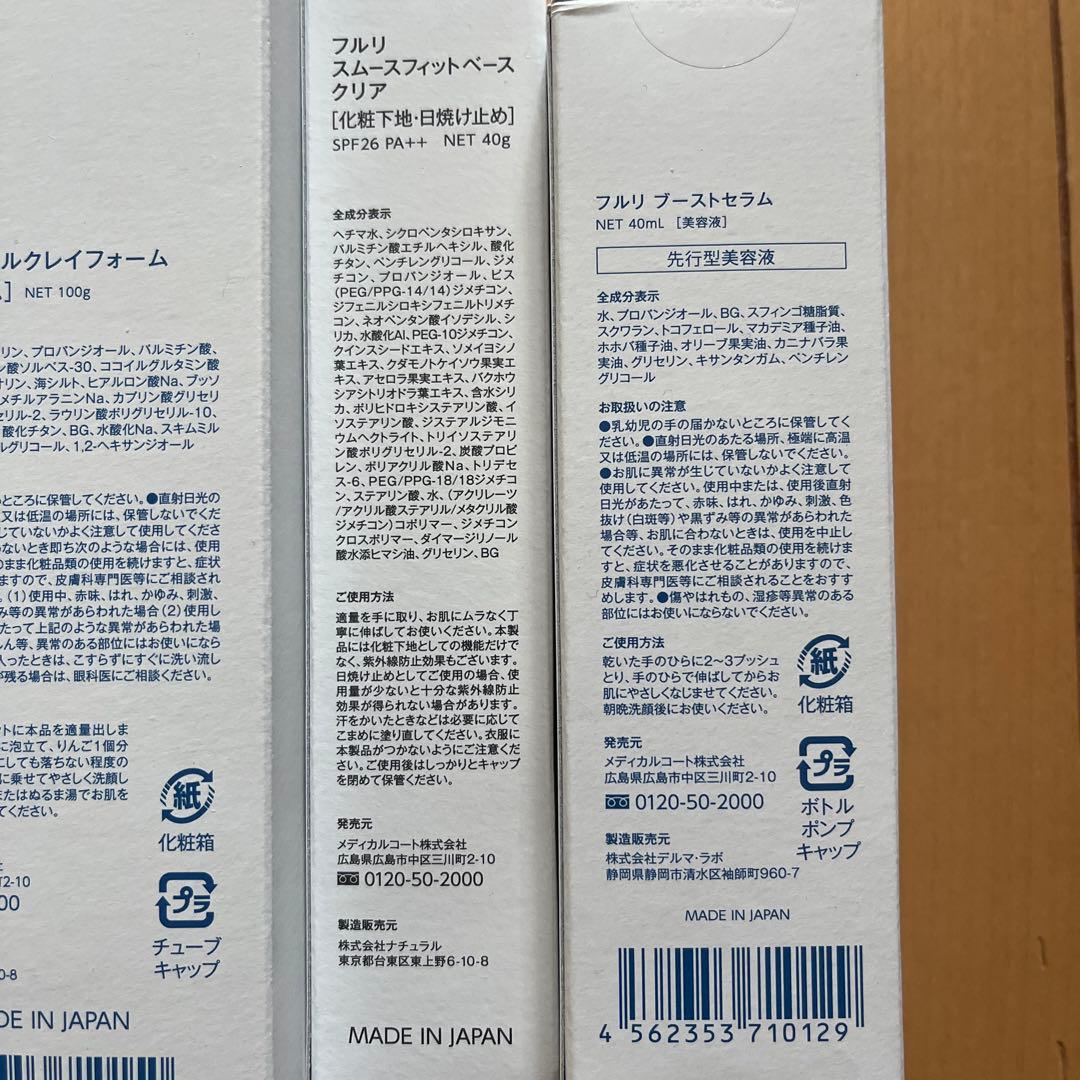 ルクレイフォーム
NET 100g
リン、プロパンジオール、パルミチン酸、
酸ソルベス-30、ココイルグルタミン酸
オリン、海シルト、ヒアルロン酸Na、ブッソ
メチルアラニンNa、カプリン酸グリセリ
セリル-2、ラウリン酸ポリグリセリル-10、
酸化チタン、BG、水酸化Na、スキムミル
ルグリコール、1,2-ヘキサンジオール
いところに保管してください。●直射日光の
又は低温の場所には、保管しないでくだ
じていないかよく注意して使用してくださ
ないとき即ち次のような場合には、使用
のまま化粧品類の使用を続けますと、症状
ますので、皮膚科専門医等にご相談され
。(1)使用中、赤味、はれ、かゆみ、刺激、
み等の異常があらわれた場合(2)使用し
たって上記のような異常があらわれた場
しん等、異常のある部位にはお使いになら
入ったときは、こすらずにすぐに洗い流し
が残る場合は、眼科医にご相談ください。
ットに本品を適量出しま
に泡立て、りんご1個分
にしても落ちない程度の
に乗せてやさしく洗顔し
またはぬるま湯でお肌を
てください。
紙
化粧箱
町2-10
00
プラ
チューブ
キャップ
0-8
DE IN JAPAN
フルリ
スムースフィットベース
クリア
[化粧下地・日焼け止め]
SPF26 PA++ NET 40g
全成分表示
ヘチマ水、シクロペンタシロキサン、
パルミチン酸エチルヘキシル、酸化
チタン、ペンチレングリコール、ジメ
チコン、プロパンジオール、ビス
(PEG/PPG-14/14)ジメチコン、
ジフェニルシロキシフェニルトリメチ
コン、ネオペンタン酸イソデシル、シ
リカ、水酸化Al、PEG-10ジメチコン、
クインスシードエキス、ソメイヨシノ
葉エキス、クダモノトケイソウ果実エ
キス、アセロラ果実エキス、バクホウ
シアシトリオドラ葉エキス、含水シリ
カ、ポリヒドロキシステアリン酸、イ
ソステアリン酸、ジステアルジモニ
ウムヘクトライト、トリイソステアリ
ン酸ポリグリセリル-2、炭酸プロピ
レン、ポリアクリル酸Na、トリデセ
ス-6、PEG/PPG-18/18ジメチコ
ン、ステアリン酸、水、(アクリレーツ
/アクリル酸ステアリル/メタクリル酸
ジメチコン)コポリマー、ジメチコン
クロスポリマー、ダイマージリノール
酸水添ヒマシ油、グリセリン、BG
ご使用方法
適量を手に取り、お肌にムラなく丁
寧に伸ばしてお使いください。本製
品には化粧下地としての機能だけで
なく、紫外線防止効果もございます。
日焼け止めとしてご使用の場合、使
用量が少ないと十分な紫外線防止
効果が得られない場合があります。
汗をかいたときなどは必要に応じて
こまめに塗り直してください。衣服に
本製品がつかないようにご注意くだ
さい。ご使用後はしっかりとキャップ
を閉めて保管ください。
発売元
メディカルコート株式会社
広島県広島市中区三川町2-10
0120-50-2000
製造販売元
株式会社ナチュラル
東京都台東区東上野6-10-8
MADE IN JAPAN
フルリ ブーストセラム
NET 40mL [美容液]
先行型美容液
全成分表示
水、プロパンジオール、BG、スフィンゴ糖脂質、
スクワラン、トコフェロール、マカデミア種子油、
ホホバ種子油、オリーブ果実油、カニナバラ果
実油、グリセリン、キサンタンガム、ペンチレン
グリコール
お取扱いの注意
●乳幼児の手の届かないところに保管してくだ
さい。●直射日光のあたる場所、極端に高温
又は低温の場所には、保管しないでください。
●お肌に異常が生じていないかよく注意して
使用してください。使用中または、使用後直射
日光があたって、赤味、はれ、かゆみ、刺激、色
抜け(白斑等)や黒ずみ等の異常があらわれた
場合等、お肌に合わないときは、使用を中止し
てください。そのまま化粧品類の使用を続けま
すと、症状を悪化させることがありますので、
皮膚科専門医等にご相談されることをおすす
めします。●傷やはれもの、湿疹等異常のある
部位にはお使いにならないでください。
ご使用方法
乾いた手のひらに2～3プッシュ
とり、手のひらで伸ばしてからお
肌にやさしくなじませてください。
朝晩洗顔後にお使いください。
紙
化粧箱
発売元
メディカルコート株式会社
広島県広島市中区三川町2-10
0120-50-2000
プラ
ボトル
ポンプ
キャップ
製造販売元
株式会社デルマ・ラボ
静岡県静岡市清水区袖師町960-7
MADE IN JAPAN
4 562353 710129